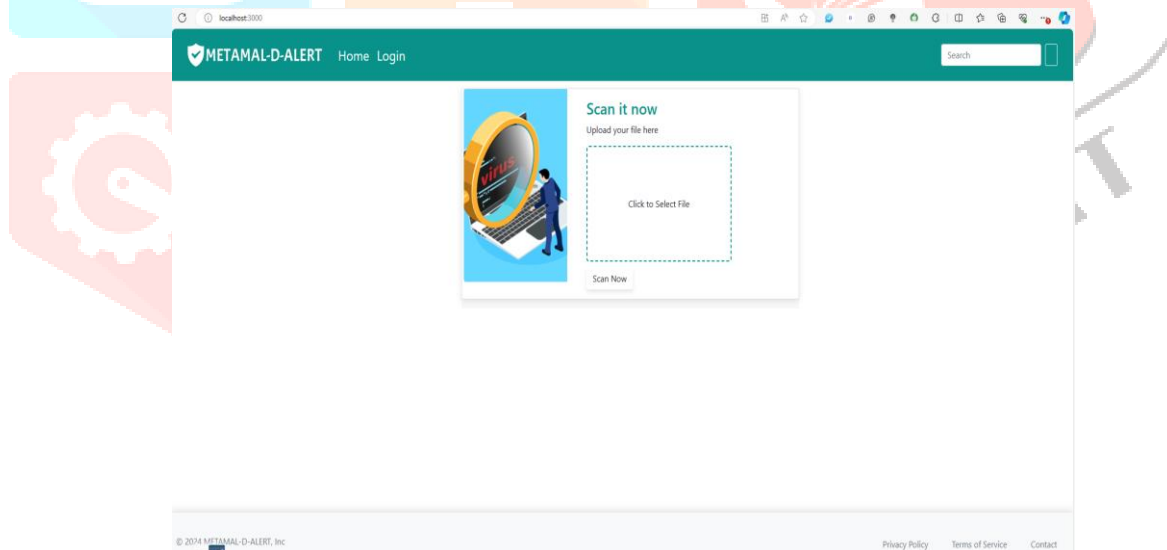 localhost:3000
METAMAL-D-ALERT Home Login
Search
Scan it now
Upload your file here
virus
Click to Select File
Scan Now
© 2024 METAMAL-D-ALERT, Inc
Privacy Policy Terms of Service Contact